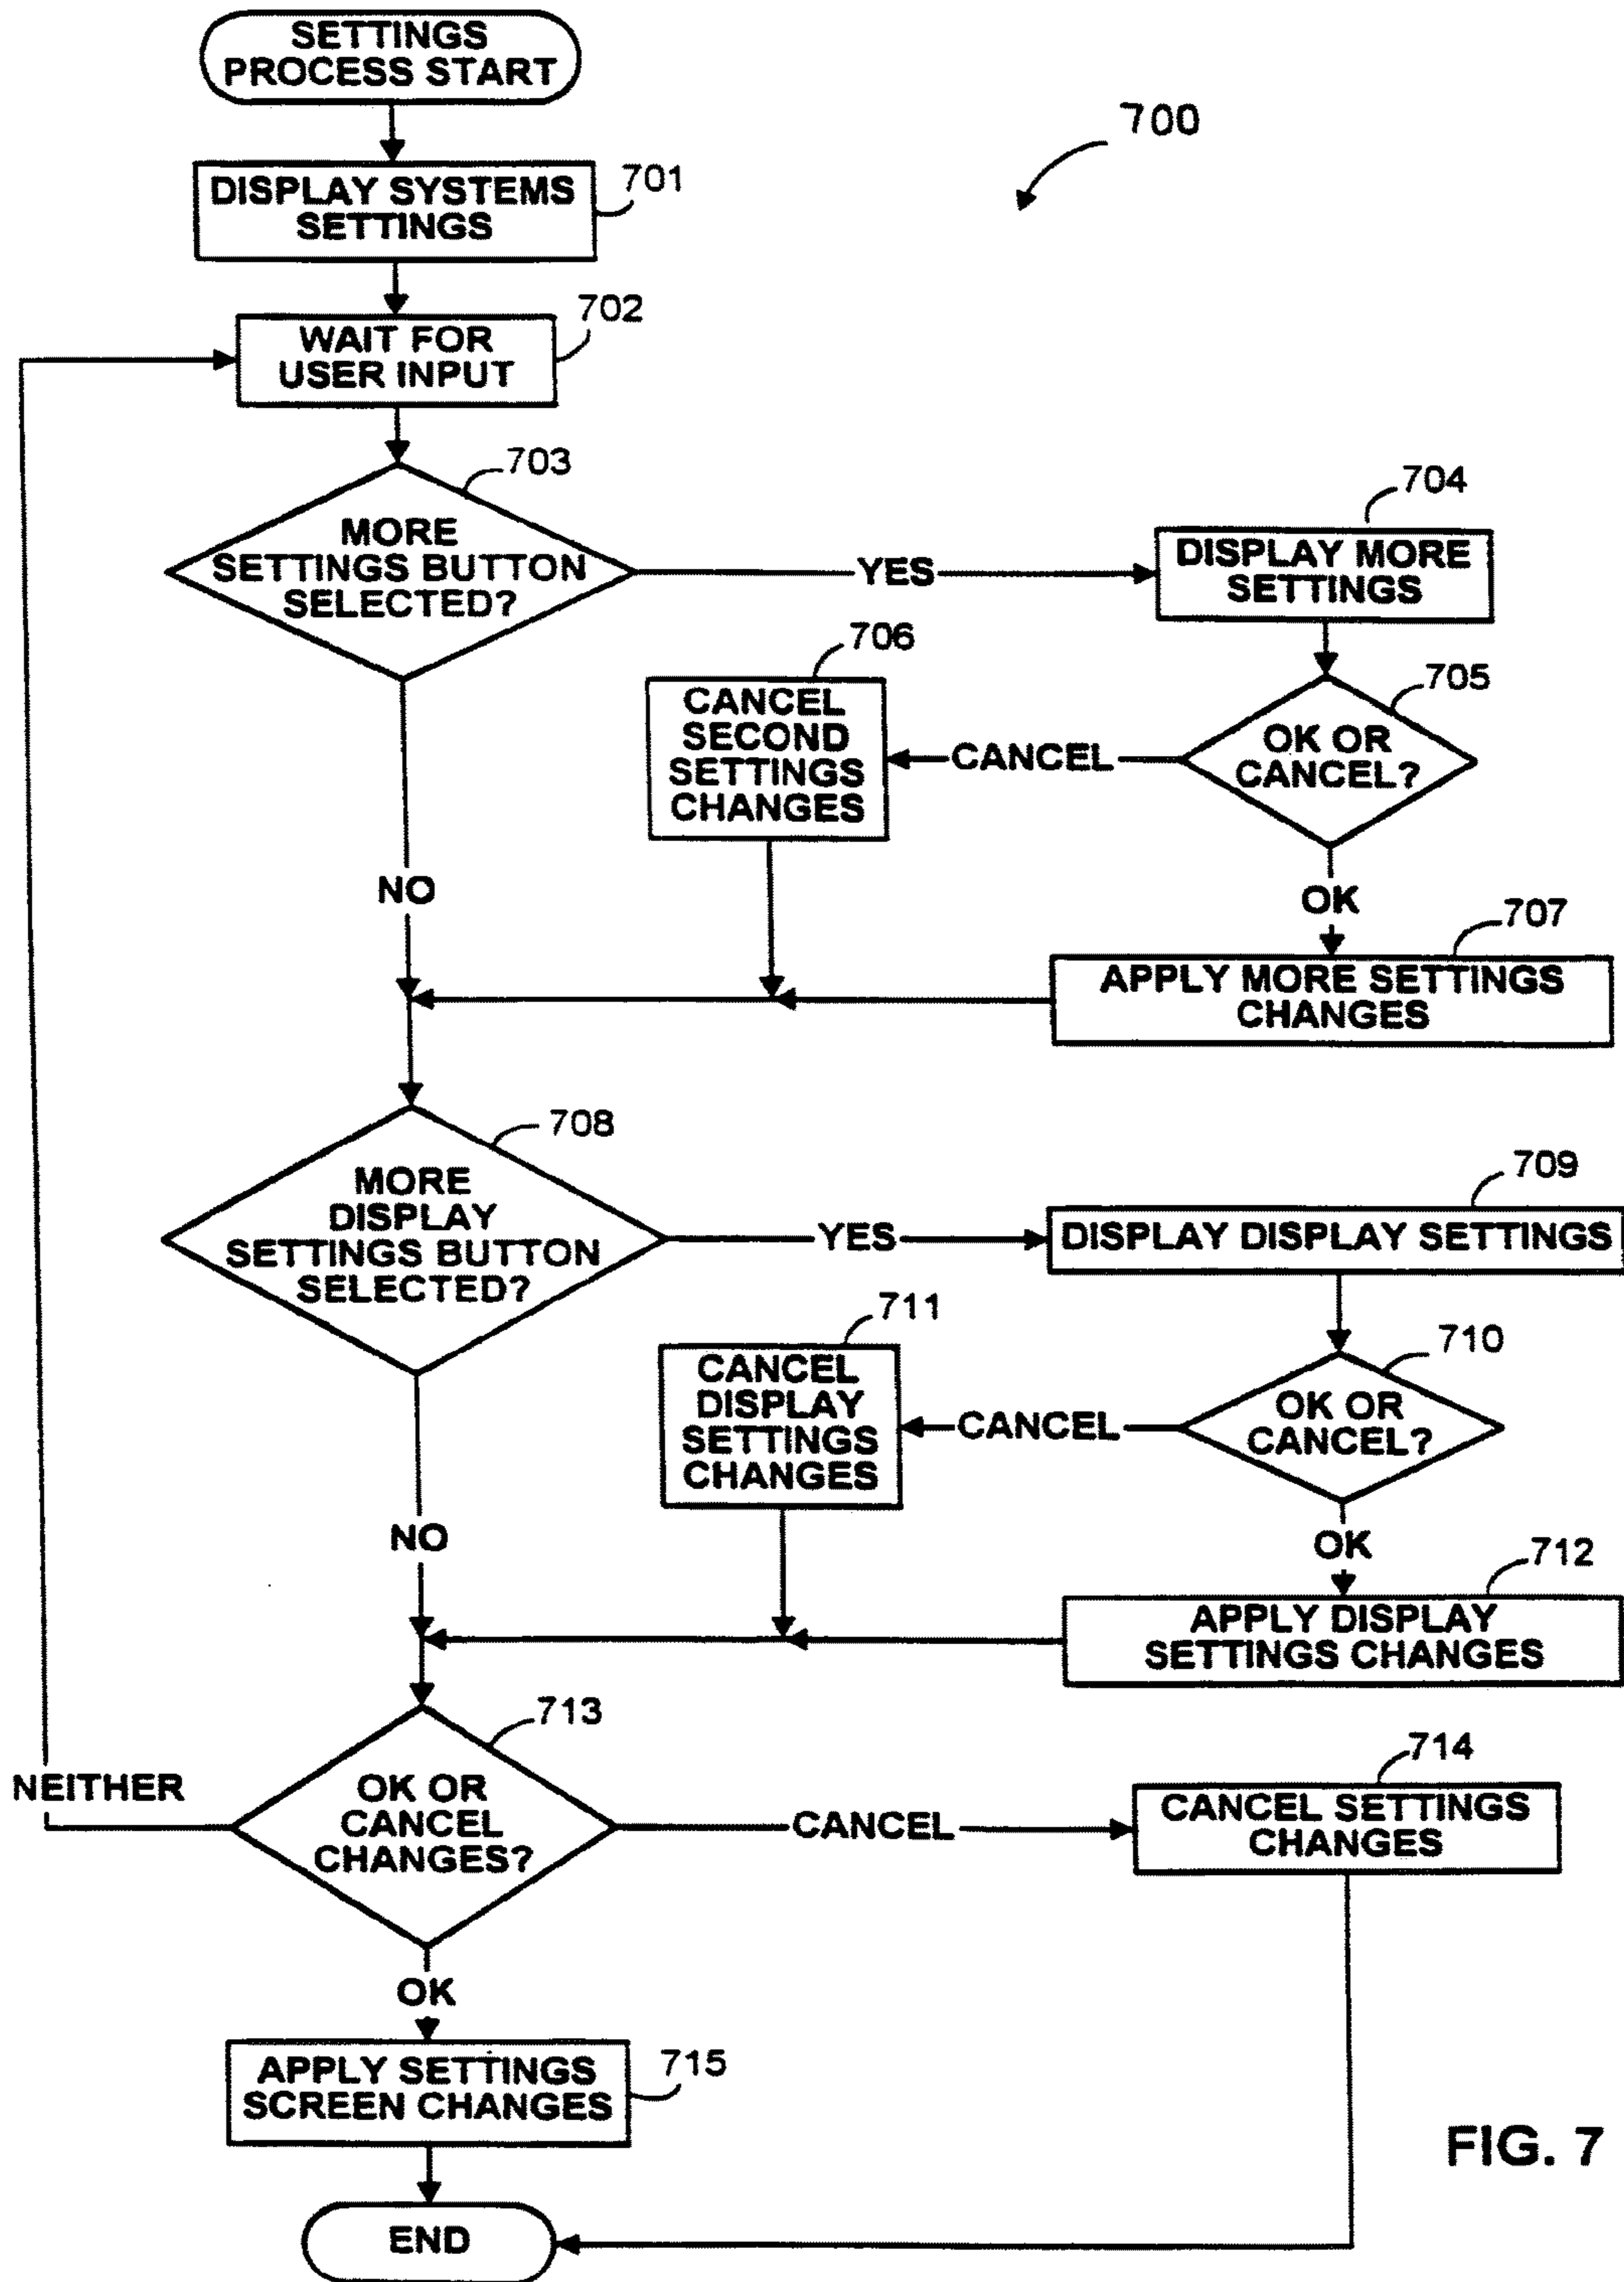 SETTINGS
PROCESS START
700
DISPLAY SYSTEMS
SETTINGS
701
WAIT FOR
USER INPUT
702
703
MORE
SETTINGS BUTTON
SELECTED?
YES
704
DISPLAY MORE
SETTINGS
706
CANCEL
SECOND
SETTINGS
CHANGES
CANCEL
705
OK OR
CANCEL?
NO
OK
707
APPLY MORE SETTINGS
CHANGES
708
MORE
DISPLAY
SETTINGS BUTTON
SELECTED?
YES
709
DISPLAY DISPLAY SETTINGS
711
CANCEL
DISPLAY
SETTINGS
CHANGES
CANCEL
710
OK OR
CANCEL?
NO
OK
712
APPLY DISPLAY
SETTINGS CHANGES
713
NEITHER
OK OR
CANCEL
CHANGES?
CANCEL
714
CANCEL SETTINGS
CHANGES
OK
APPLY SETTINGS
SCREEN CHANGES
715
FIG. 7
END